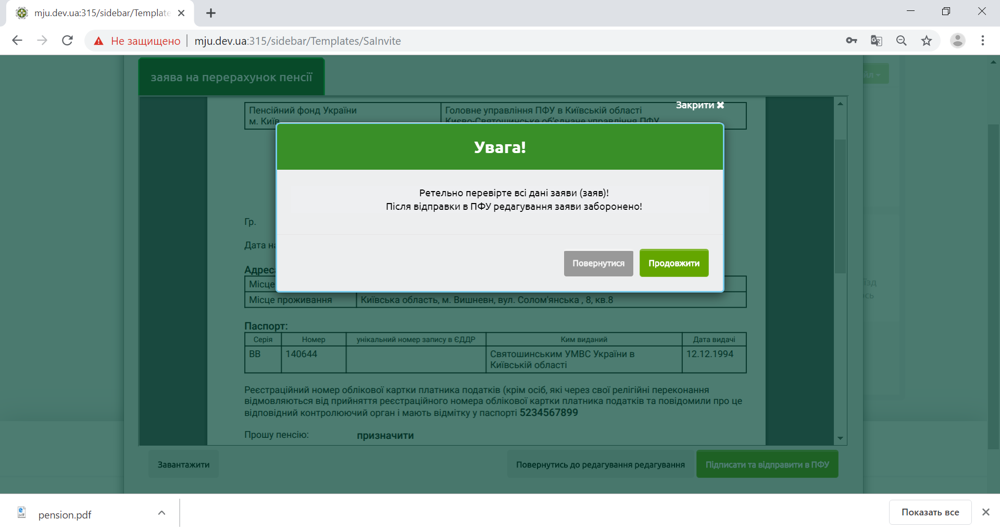 mju.dev.ua:315/sidebar/Template
Не защищено
mju.dev.ua:315/sidebar/Templates/SaInvite
заява на перерахунок пенсії
Закрити ✖
Пенсійний фонд України
м. Київ
Головне управління ПФУ в Київській області
Києво-Святошинське об'єднане управління ПФУ
Увага!
Ретельно перевірте всі дані заяви (заяв)!
Після відправки в ПФУ редагування заяви заборонено!
Повернутися
Продовжити
Гр.
Дата на
Адреса
Місце
Місце проживання
Київська область, м. Вишневн, вул. Солом'янська , 8, кв.8
Паспорт:
Серія
Номер
унікальний номер запису в ЄДДР
Ким виданий
Дата видачі
ВВ
140644
Святошинським УМВС України в
Київській області
12.12.1994
Реєстраційний номер облікової картки платника податків (крім осіб, які через свої релігійні переконання
відмовляються від прийняття реєстраційного номера облікової картки платника податків та повідомили про це
відповідний контролюючий орган і мають відмітку у паспорті 5234567899
Прошу пенсію:
призначити
Завантажити
Повернутись до редагування редагування
Підписати та відправити в ПФУ
pension.pdf
Показать все